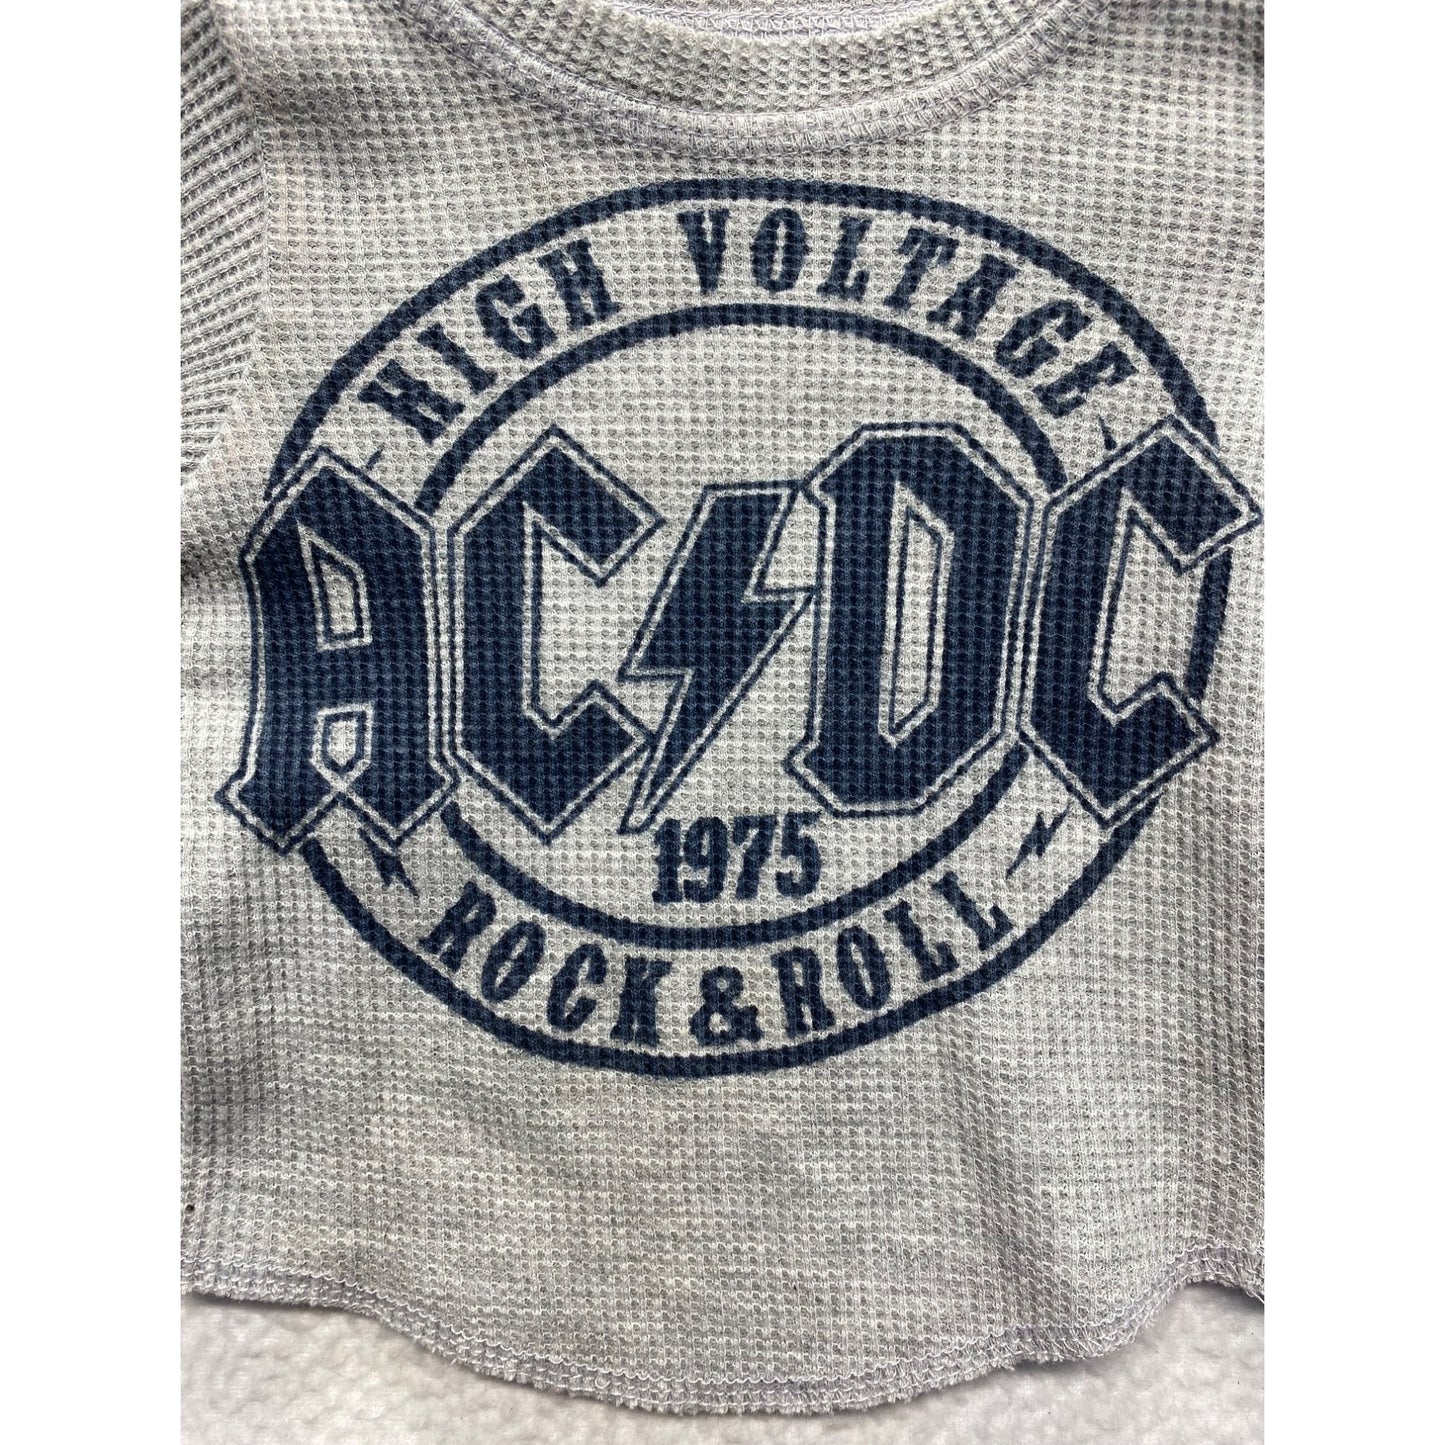 HIGH VOLTAGE
AC⚡DC
1975
ROCK & ROLL